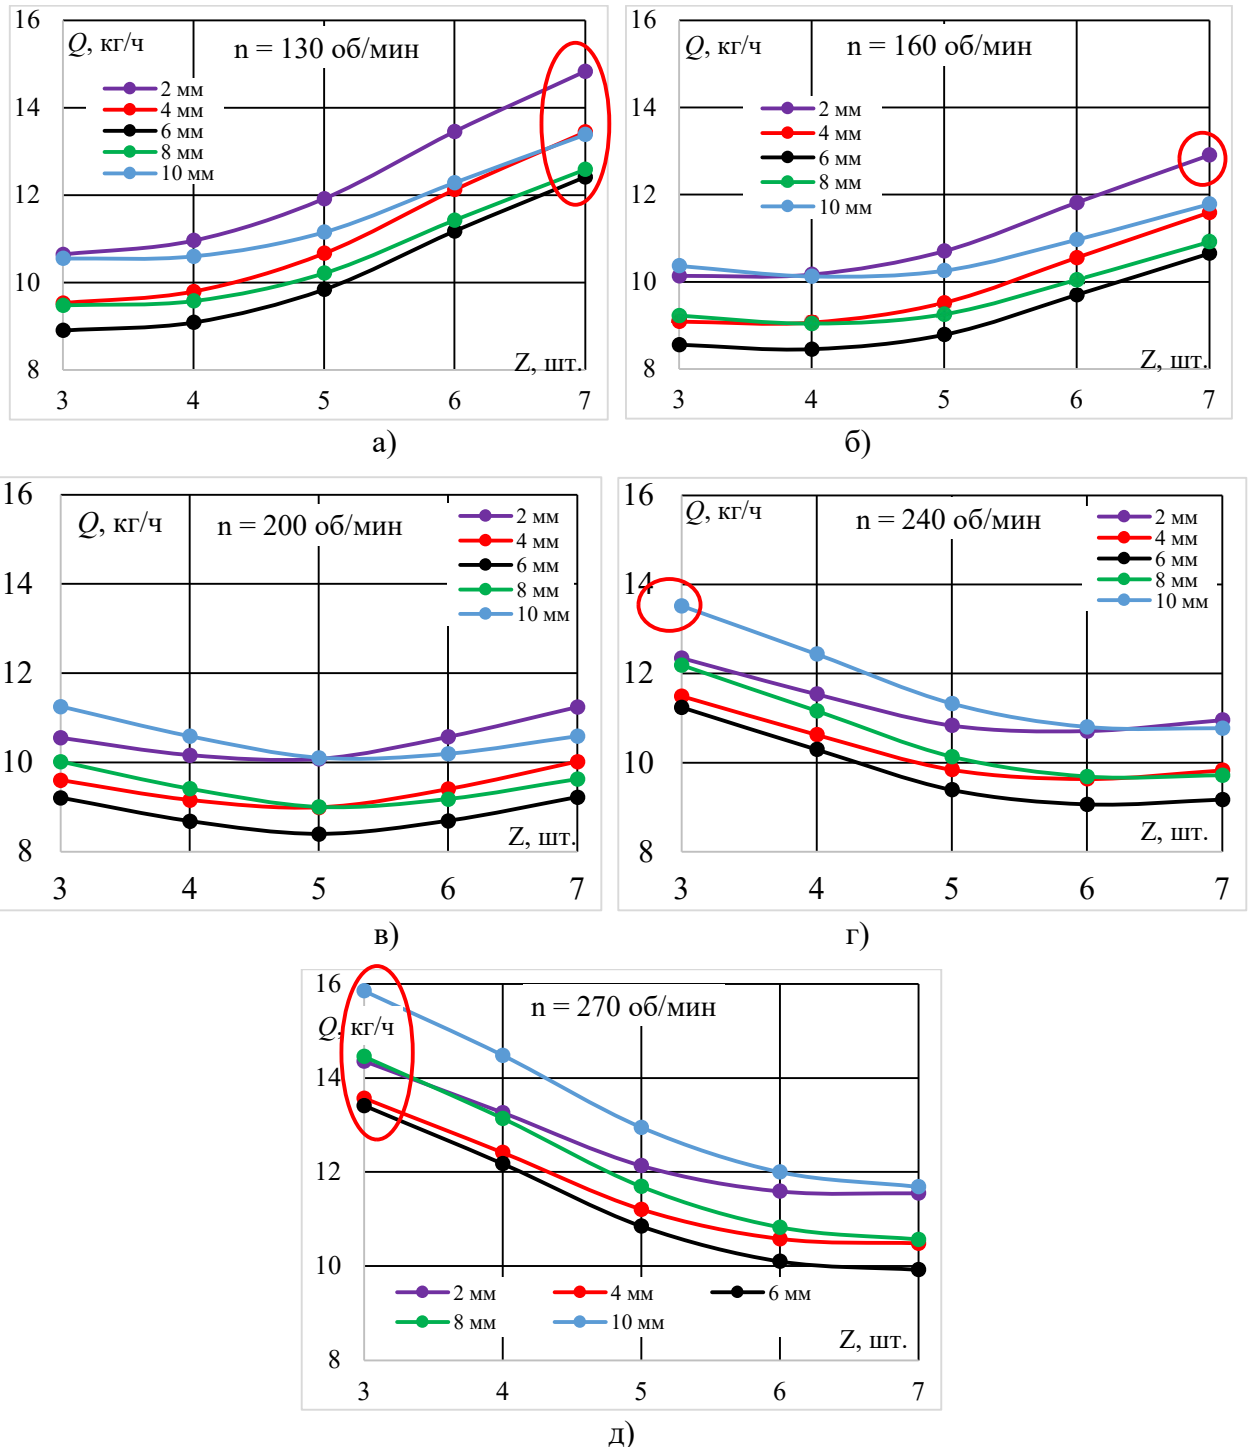 16
Q, кг/ч
n = 130 об/мин
2 мм
4 мм
6 мм
8 мм
10 мм
14
12
10
8
Z, шт.
3 4 5 6 7
а)
16
Q, кг/ч
n = 160 об/мин
2 мм
4 мм
6 мм
8 мм
10 мм
14
12
10
8
Z, шт.
3 4 5 6 7
б)
16
Q, кг/ч
n = 200 об/мин
2 мм
4 мм
6 мм
8 мм
10 мм
14
12
10
8
Z, шт.
3 4 5 6 7
в)
16
Q, кг/ч
n = 240 об/мин
2 мм
4 мм
6 мм
8 мм
10 мм
14
12
10
8
Z, шт.
3 4 5 6 7
г)
16
n = 270 об/мин
Q, кг/ч
14
12
10
2 мм 4 мм 6 мм
8 мм 10 мм
Z, шт.
8
3 4 5 6 7
д)